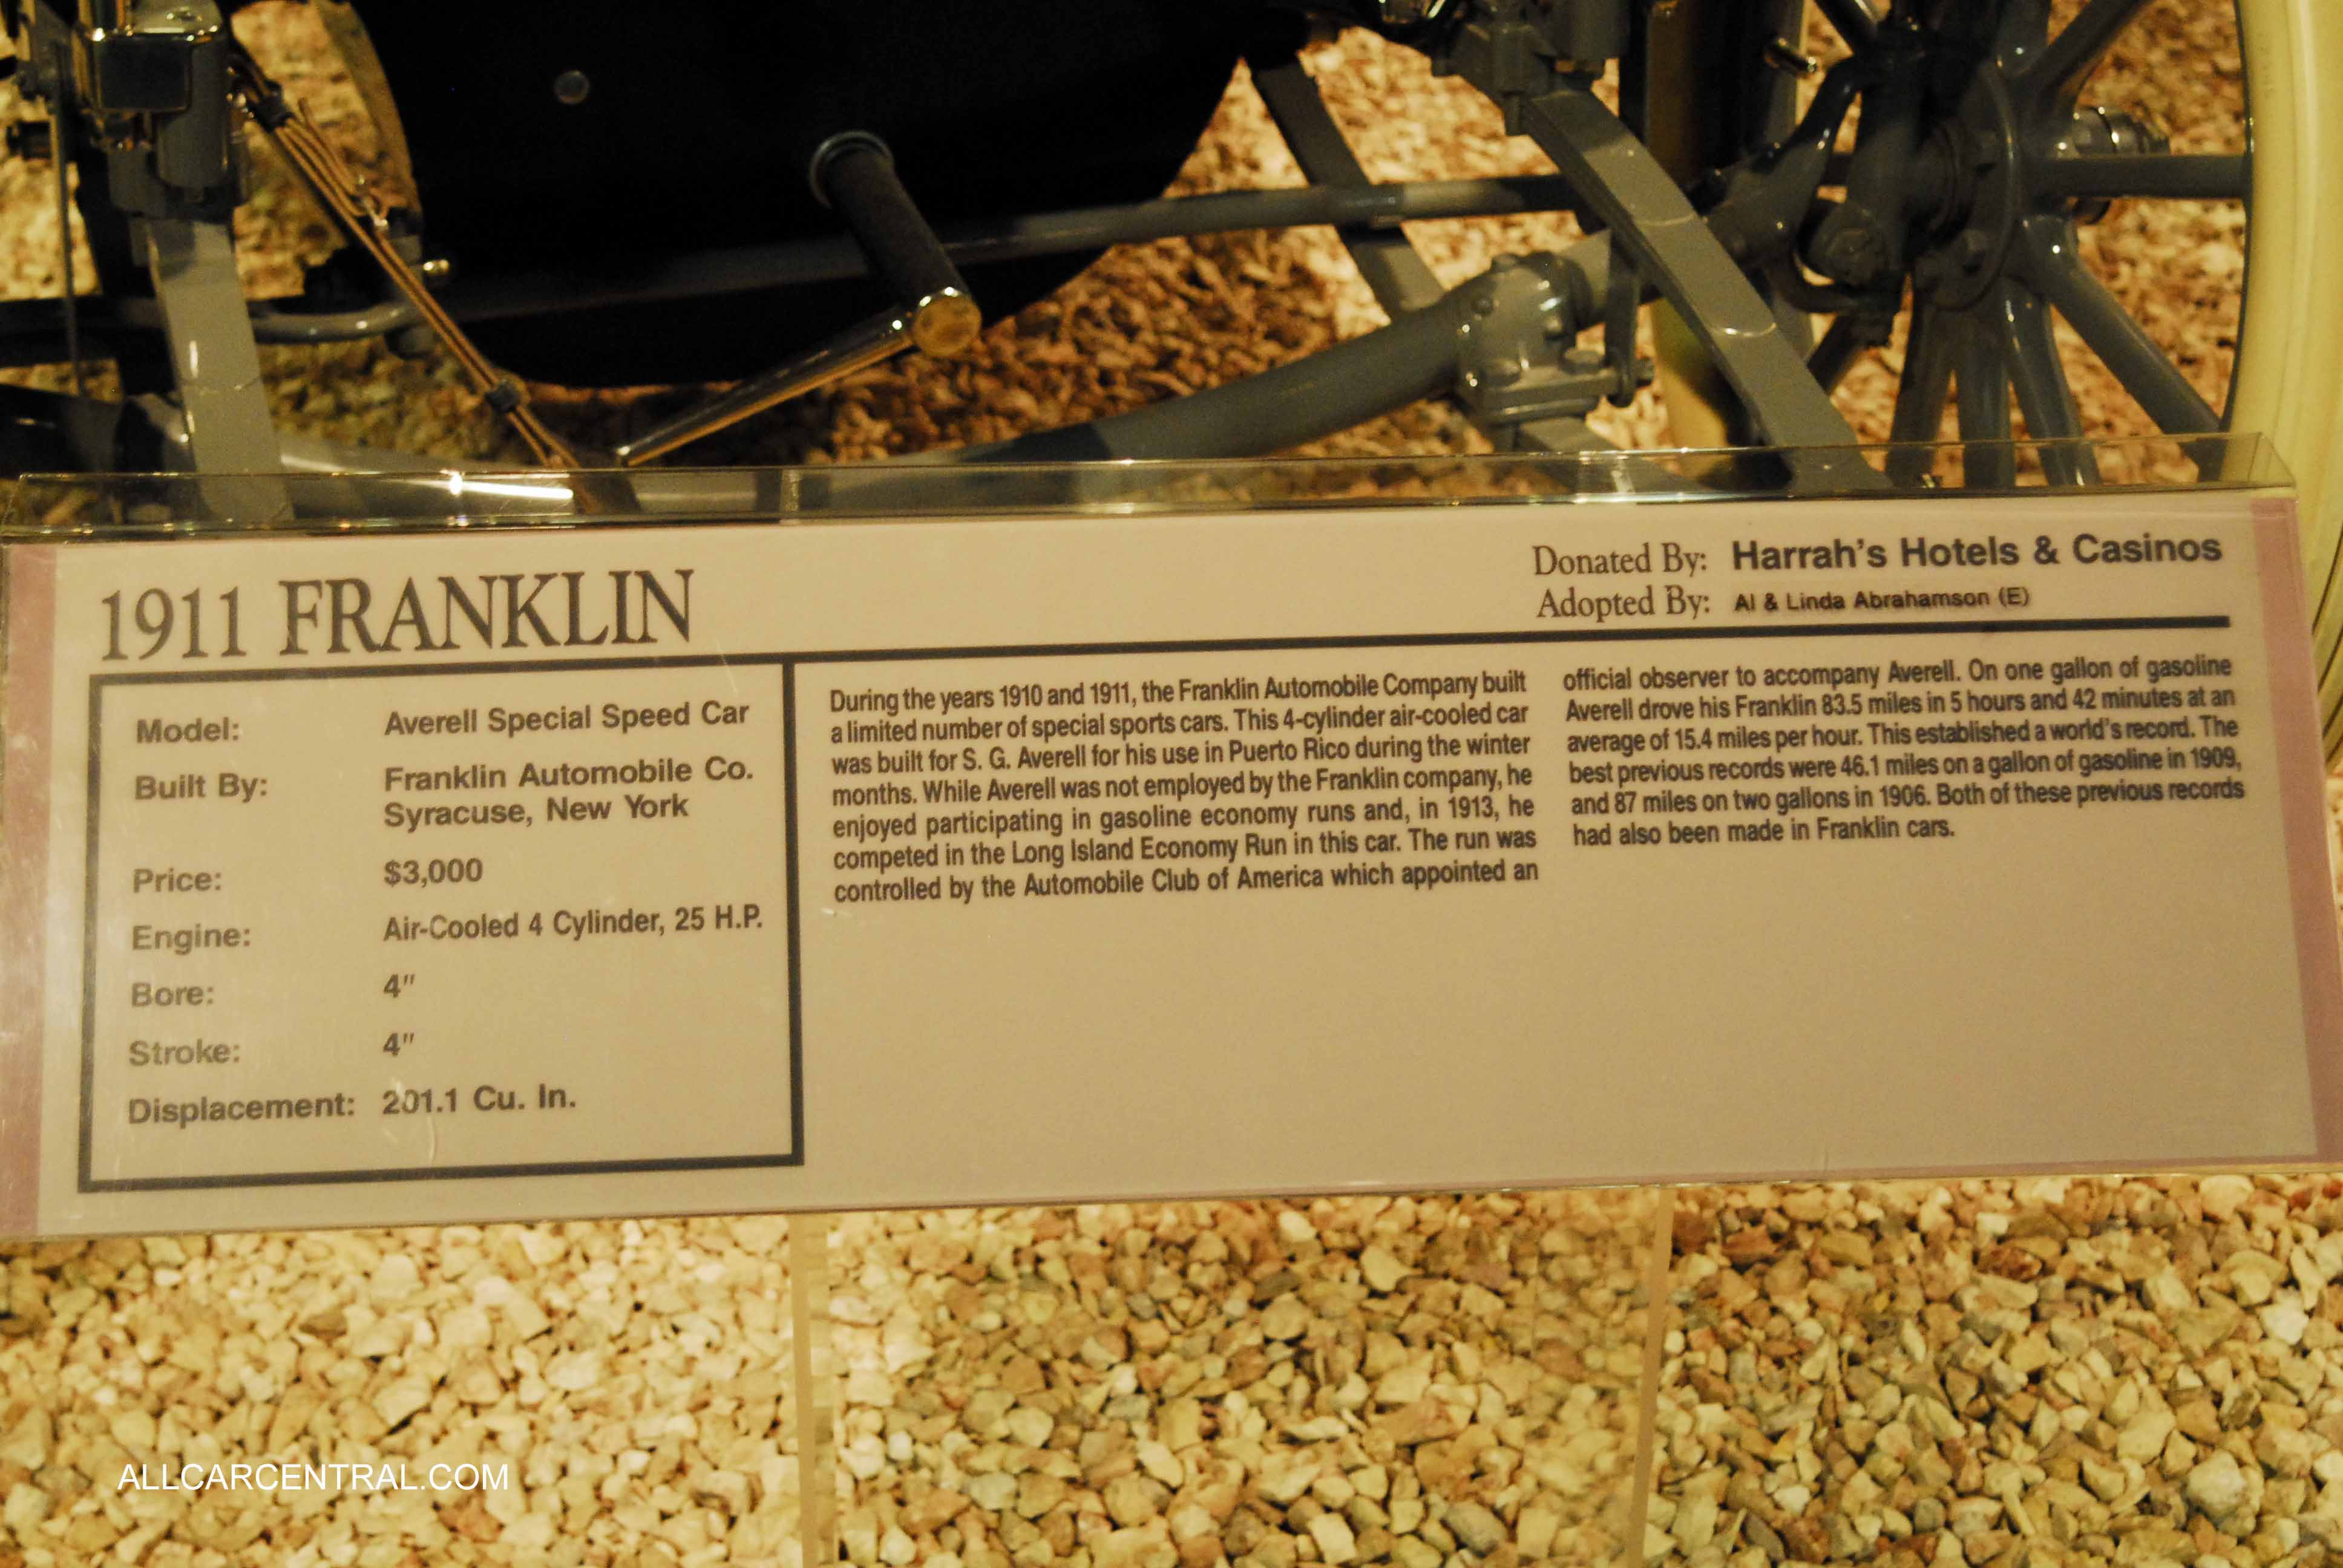 1911 FRANKLIN
Donated By: Harrah's Hotels & Casinos
Adopted By: Al & Linda Abrahamson (E)
Model: Averell Special Speed Car
Built By: Franklin Automobile Co.
Syracuse, New York
Price: $3,000
Engine: Air-Cooled 4 Cylinder, 25 H.P.
Bore: 4"
Stroke: 4"
Displacement: 201.1 Cu. In.
During the years 1910 and 1911, the Franklin Automobile Company built
a limited number of special sports cars. This 4-cylinder air-cooled car
was built for S. G. Averell for his use in Puerto Rico during the winter
months. While Averell was not employed by the Franklin company, he
enjoyed participating in gasoline economy runs and, in 1913, he
competed in the Long Island Economy Run in this car. The run was
controlled by the Automobile Club of America which appointed an
official observer to accompany Averell. On one gallon of gasoline
Averell drove his Franklin 83.5 miles in 5 hours and 42 minutes at an
average of 15.4 miles per hour. This established a world's record. The
best previous records were 46.1 miles on a gallon of gasoline in 1909,
and 87 miles on two gallons in 1906. Both of these previous records
had also been made in Franklin cars.
ALLCARCENTRAL.COM